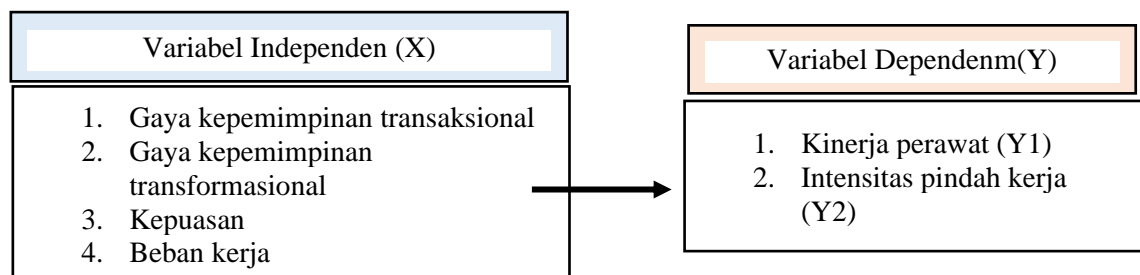 Variabel Independen (X)
1. Gaya kepemimpinan transaksional
2. Gaya kepemimpinan
transformasional
3. Kepuasan
4. Beban kerja
Variabel Dependenm(Y)
1. Kinerja perawat (Y1)
2. Intensitas pindah kerja
(Y2)